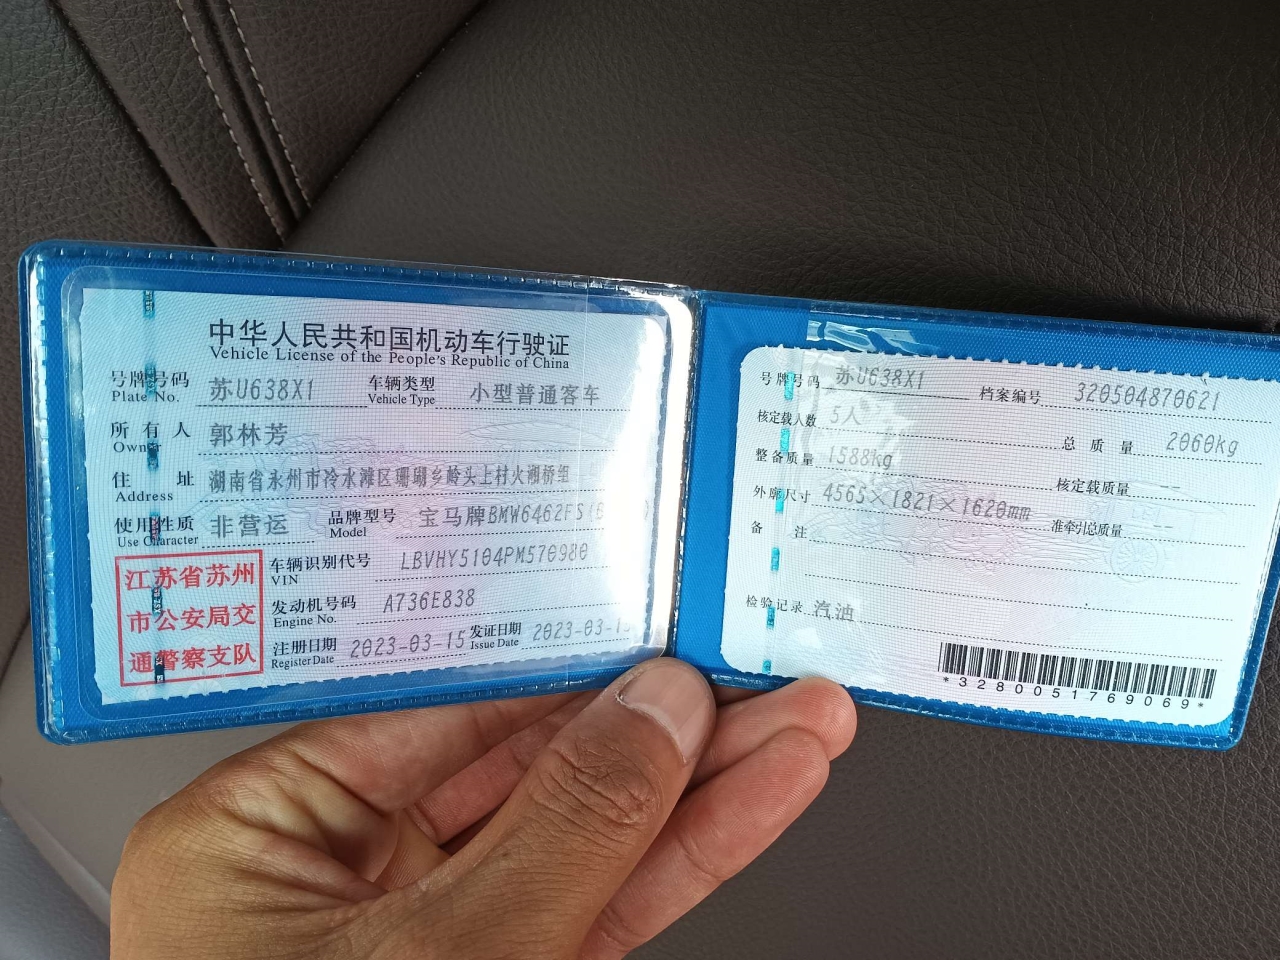 中华人民共和国机动车行驶证
Vehicle License of the People's Republic of China
号牌号码 苏U638X1 车辆类型 小型普通客车
Plate No. Vehicle Type
所有人 郭林芳
Owner
住址 湖南省永州市冷水滩区珊瑚乡岭头上村火湘桥组
Address
使用性质 非营运 品牌型号 宝马牌BMW6462FS(
Use Character Model
江苏省苏州
市公安局交
通警察支队
车辆识别代号 LBVHY5104PM570980
VIN
发动机号码 A736E838
Engine No.
注册日期 2023-03-15 发证日期 2023-03-15
Register Date Issue Date
号牌号码 苏U638X1 档案编号 320504870621
核定载人数 5人 总质量 2060kg
整备质量 1588kg 核定载质量 --
外廓尺寸 4565×1821×1620mm 准牵引总质量 --
备注
检验记录 汽油
*3280051769069*